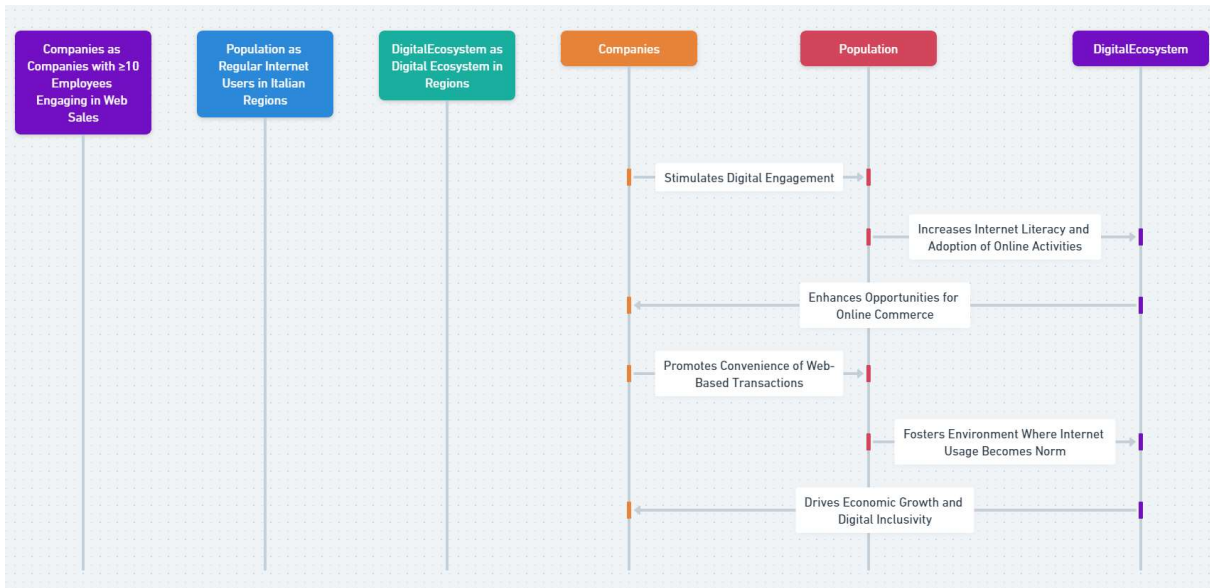 Companies as
Companies with ≥10
Employees
Engaging in Web
Sales
Population as
Regular Internet
Users in Italian
Regions
DigitalEcosystem as
Digital Ecosystem in
Regions
Companies
Population
DigitalEcosystem
Stimulates Digital Engagement
Increases Internet Literacy and
Adoption of Online Activities
Enhances Opportunities for
Online Commerce
Promotes Convenience of Web-
Based Transactions
Fosters Environment Where Internet
Usage Becomes Norm
Drives Economic Growth and
Digital Inclusivity